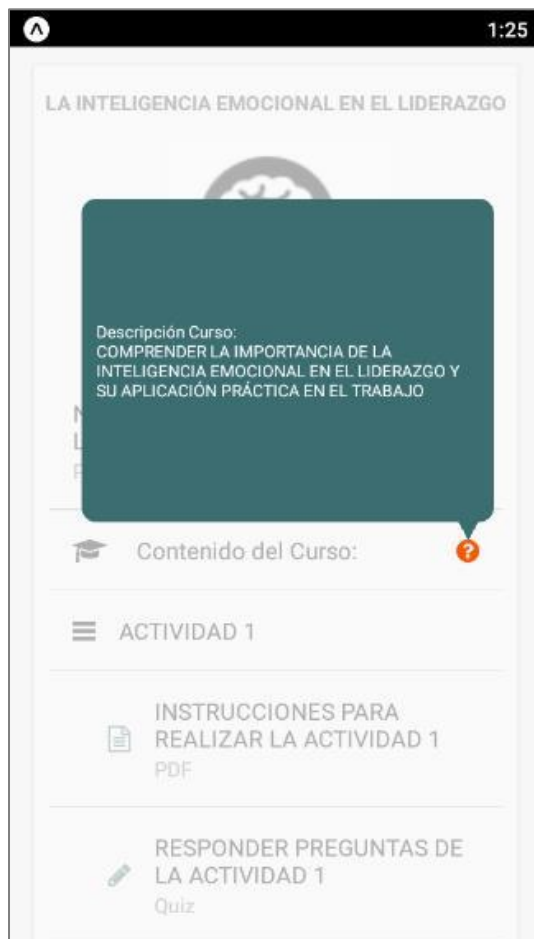 1:25
LA INTELIGENCIA EMOCIONAL EN EL LIDERAZGO
Descripción Curso:
COMPRENDER LA IMPORTANCIA DE LA
INTELIGENCIA EMOCIONAL EN EL LIDERAZGO Y
SU APLICACIÓN PRÁCTICA EN EL TRABAJO
Contenido del Curso:
?
ACTIVIDAD 1
INSTRUCCIONES PARA
REALIZAR LA ACTIVIDAD 1
PDF
RESPONDER PREGUNTAS DE
LA ACTIVIDAD 1
Quiz